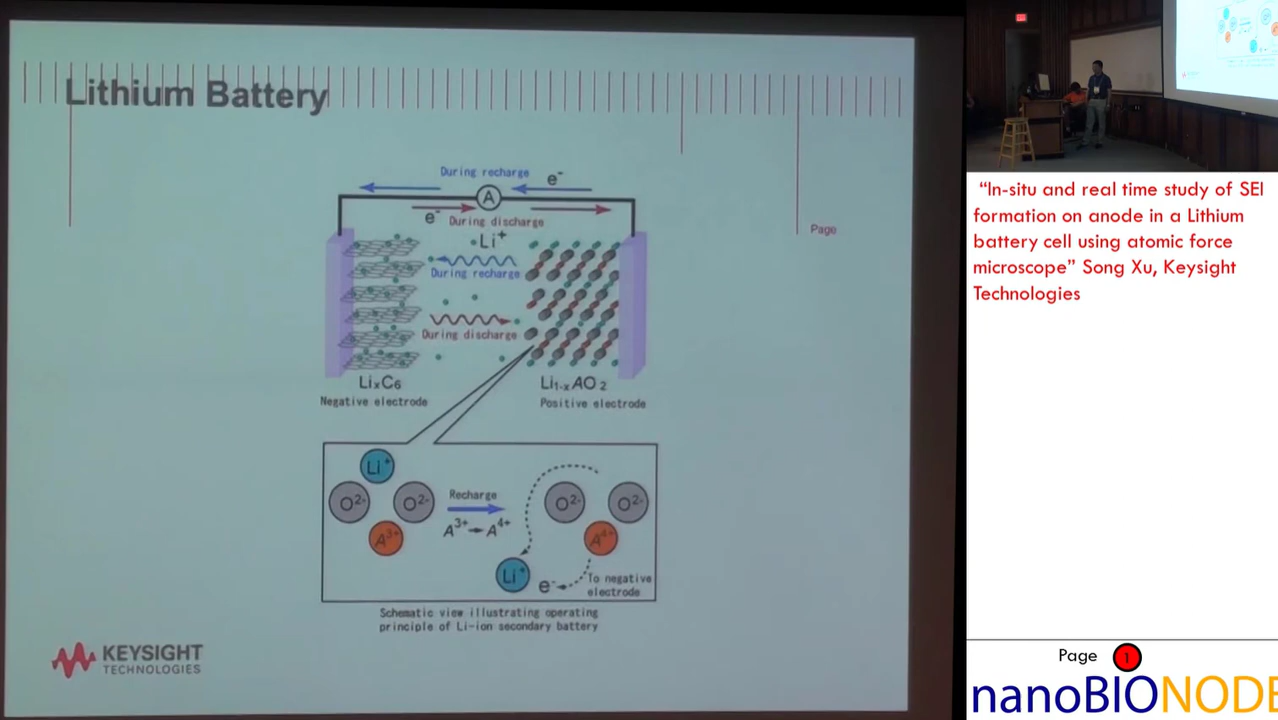 Lithium Battery
During recharge
e⁻
A
e⁻
During discharge
Page
Li⁺
During recharge
During discharge
LiₓC₆
Negative electrode
Li₁₋ₓAO₂
Positive electrode
Li⁺
O²⁻
O²⁻
A³⁺
Recharge
A³⁺→A⁴⁺
O²⁻
O²⁻
A⁴⁺
Li⁺
e⁻
To negative
electrode
Schematic view illustrating operating
principle of Li-ion secondary battery
KEYSIGHT
TECHNOLOGIES
“In-situ and real time study of SEI
formation on anode in a Lithium
battery cell using atomic force
microscope” Song Xu, Keysight
Technologies
Page 1
nanoBIONODE